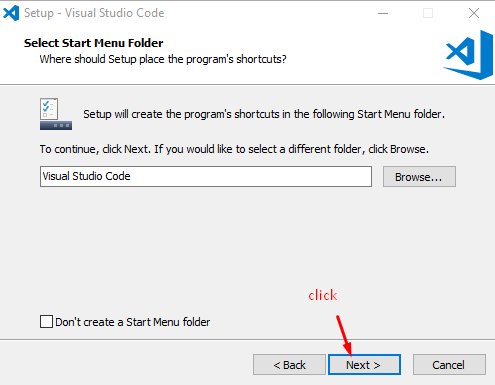 Setup - Visual Studio Code
Select Start Menu Folder
Where should Setup place the program's shortcuts?
Setup will create the program's shortcuts in the following Start Menu folder.
To continue, click Next. If you would like to select a different folder, click Browse.
Visual Studio Code
Browse...
click
Don't create a Start Menu folder
< Back
Next >
Cancel